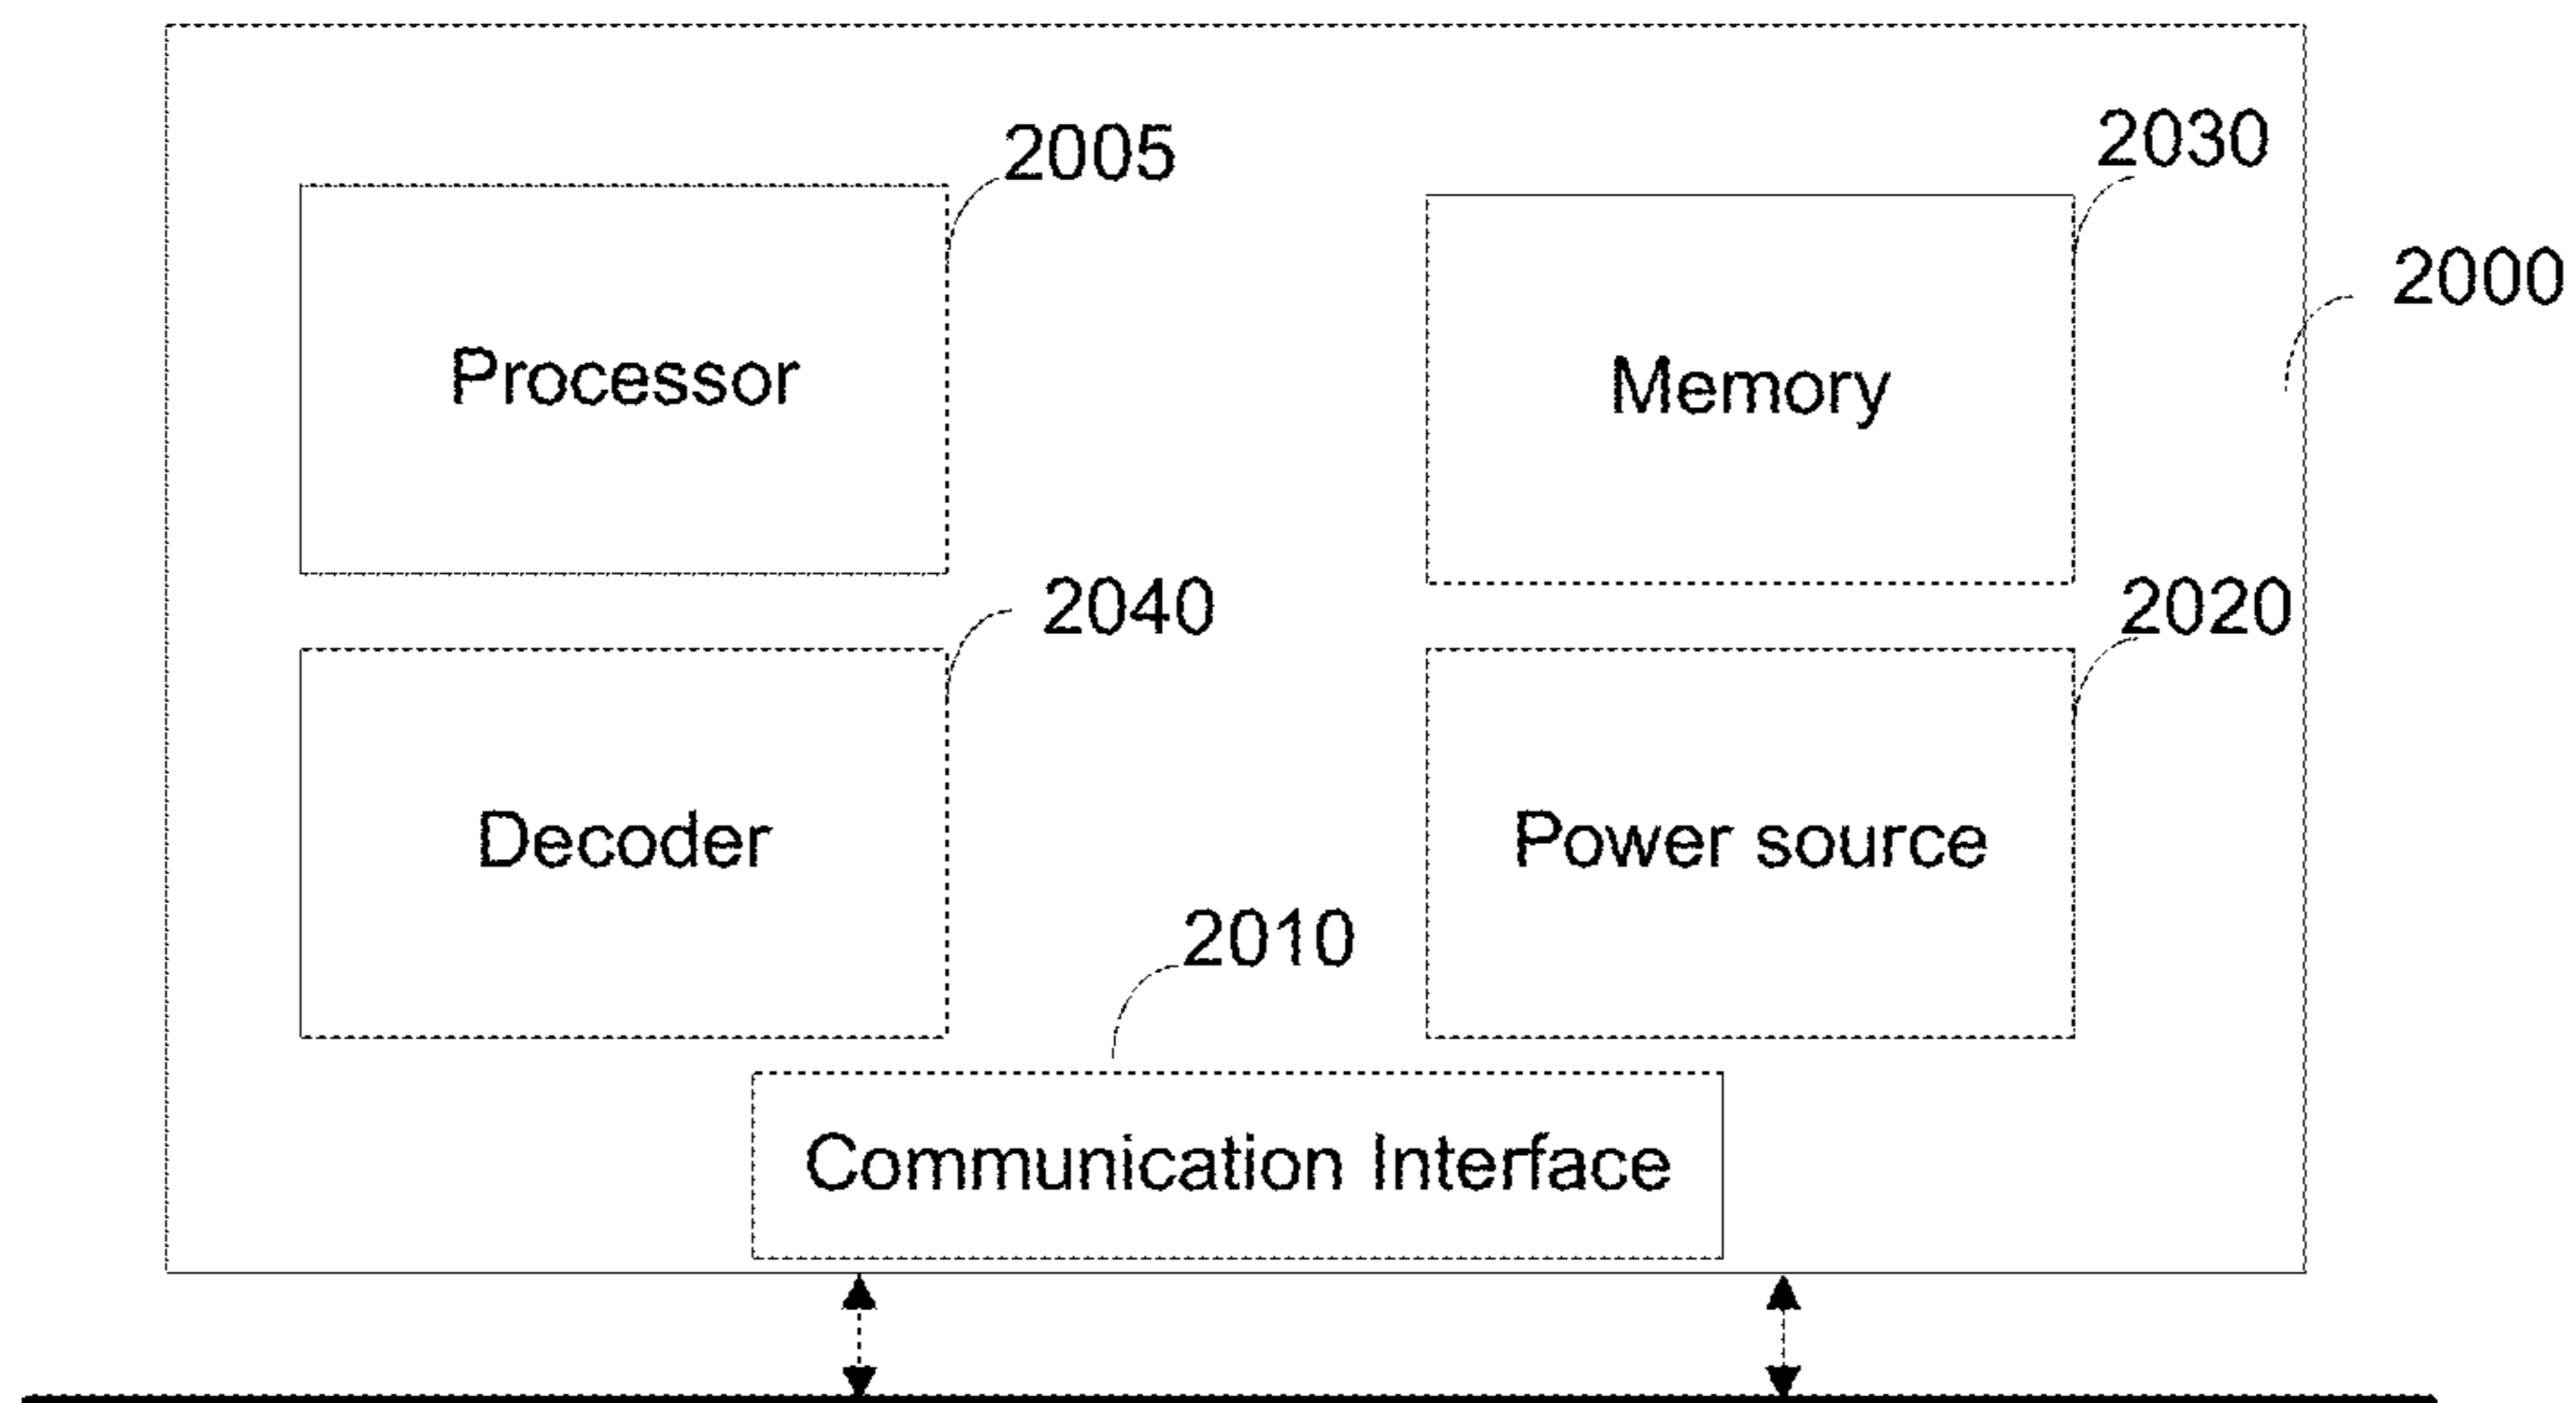 2005
2030
2000
Processor
Memory
2040
2020
Decoder
Power source
2010
Communication Interface